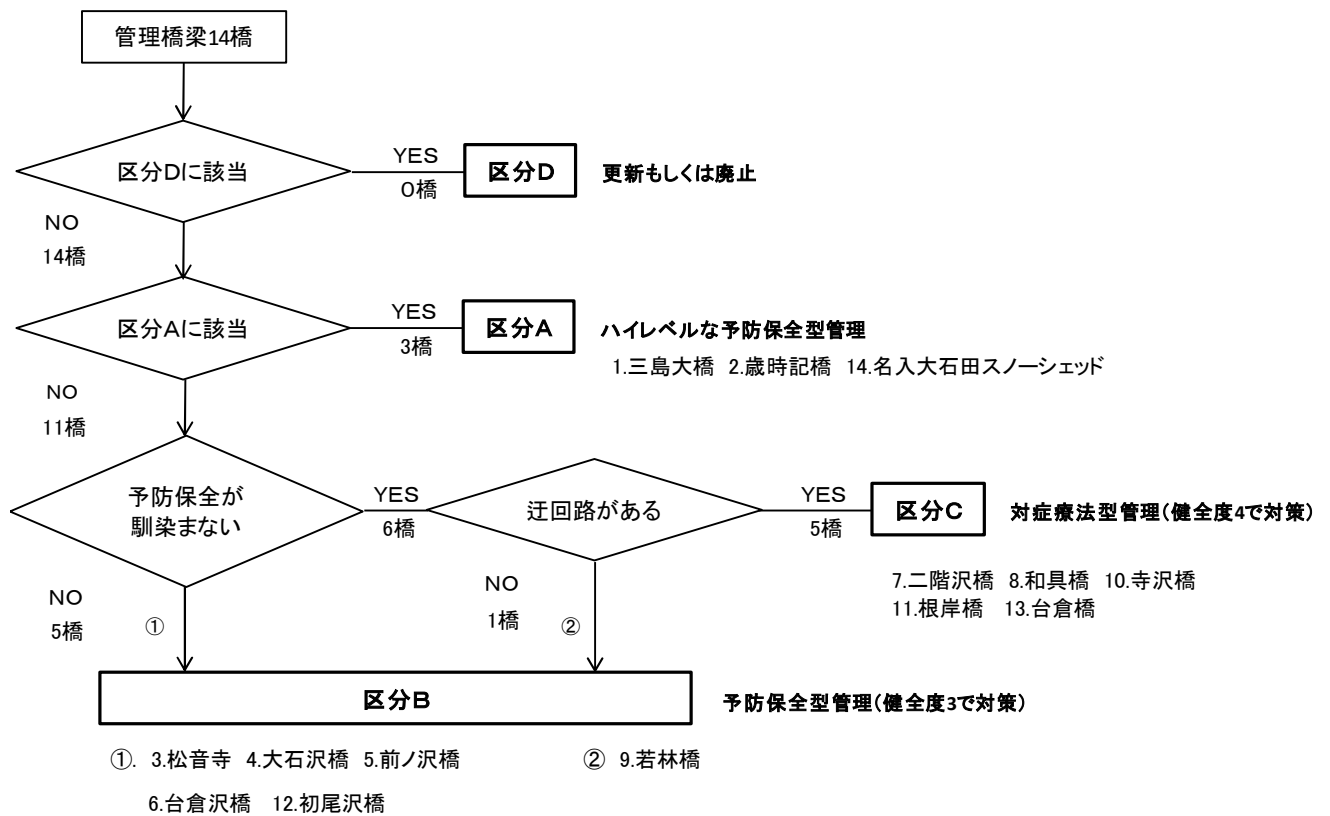 管理橋梁14橋
区分Dに該当
YES
0橋
区分D
更新もしくは廃止
NO
14橋
区分Aに該当
YES
3橋
区分A
ハイレベルな予防保全型管理
1.三島大橋 2.歳時記橋 14.名入大石田スノーシェッド
NO
11橋
予防保全が
馴染まない
YES
6橋
迂回路がある
YES
5橋
区分C
対症療法型管理(健全度4で対策)
7.二階沢橋 8.和具橋 10.寺沢橋
11.根岸橋 13.台倉橋
NO
5橋
①
NO
1橋
②
区分B
予防保全型管理(健全度3で対策)
①. 3.松音寺 4.大石沢橋 5.前ノ沢橋
6.台倉沢橋 12.初尾沢橋
② 9.若林橋